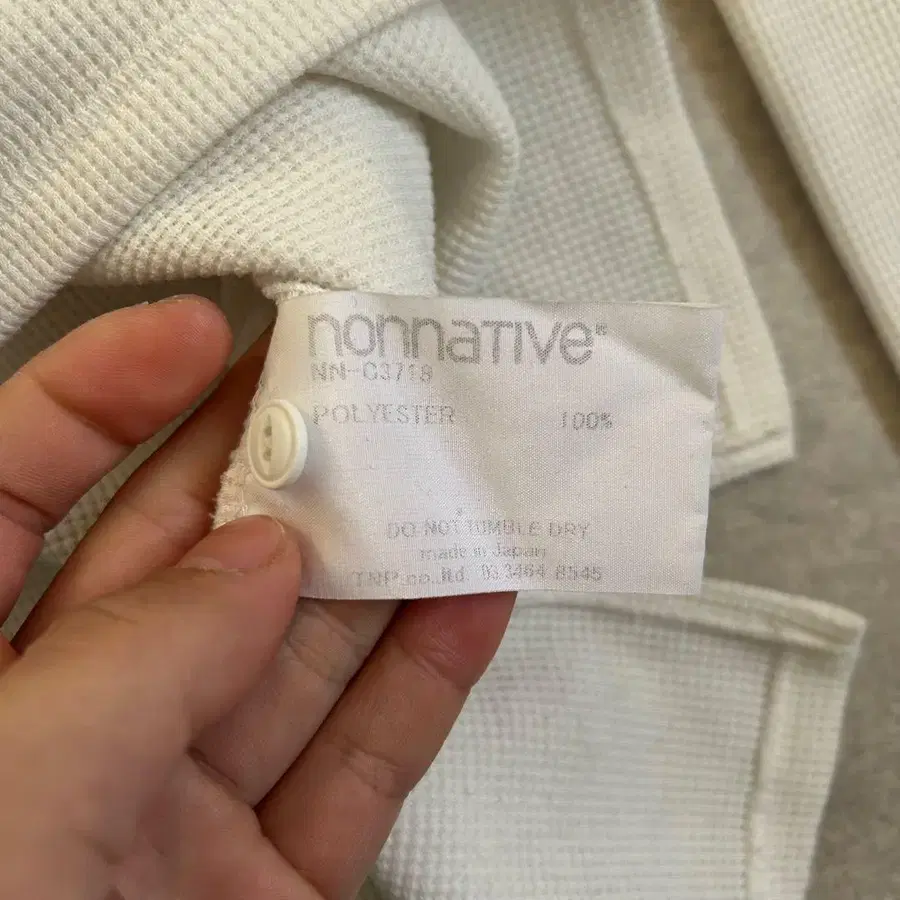 nonnative®
NN-C3718
POLYESTER 100%
DO NOT TUMBLE DRY
made in Japan
TNP co.,ltd. 03 3464 8545